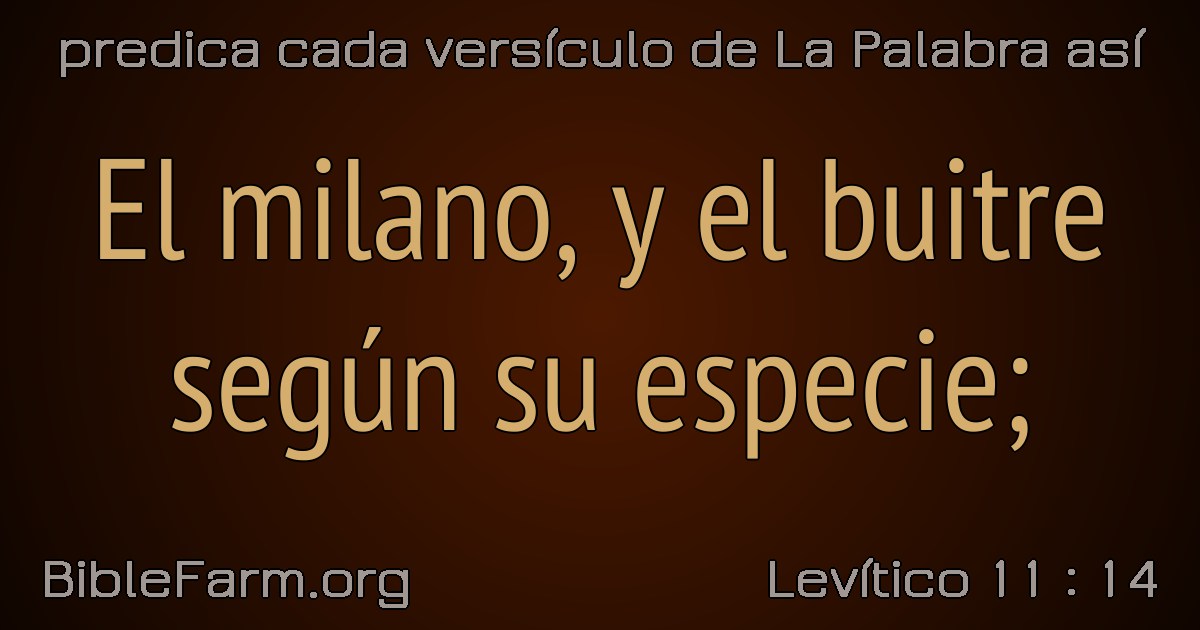 predica cada versículo de La Palabra así
El milano, y el buitre
según su especie;
BibleFarm.org
Levítico 11 : 14